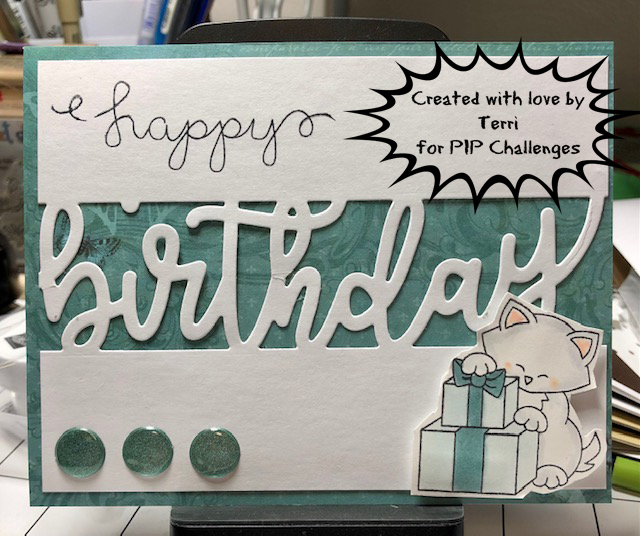 happy
Created with love by
Terri
for PIP Challenges
birthday